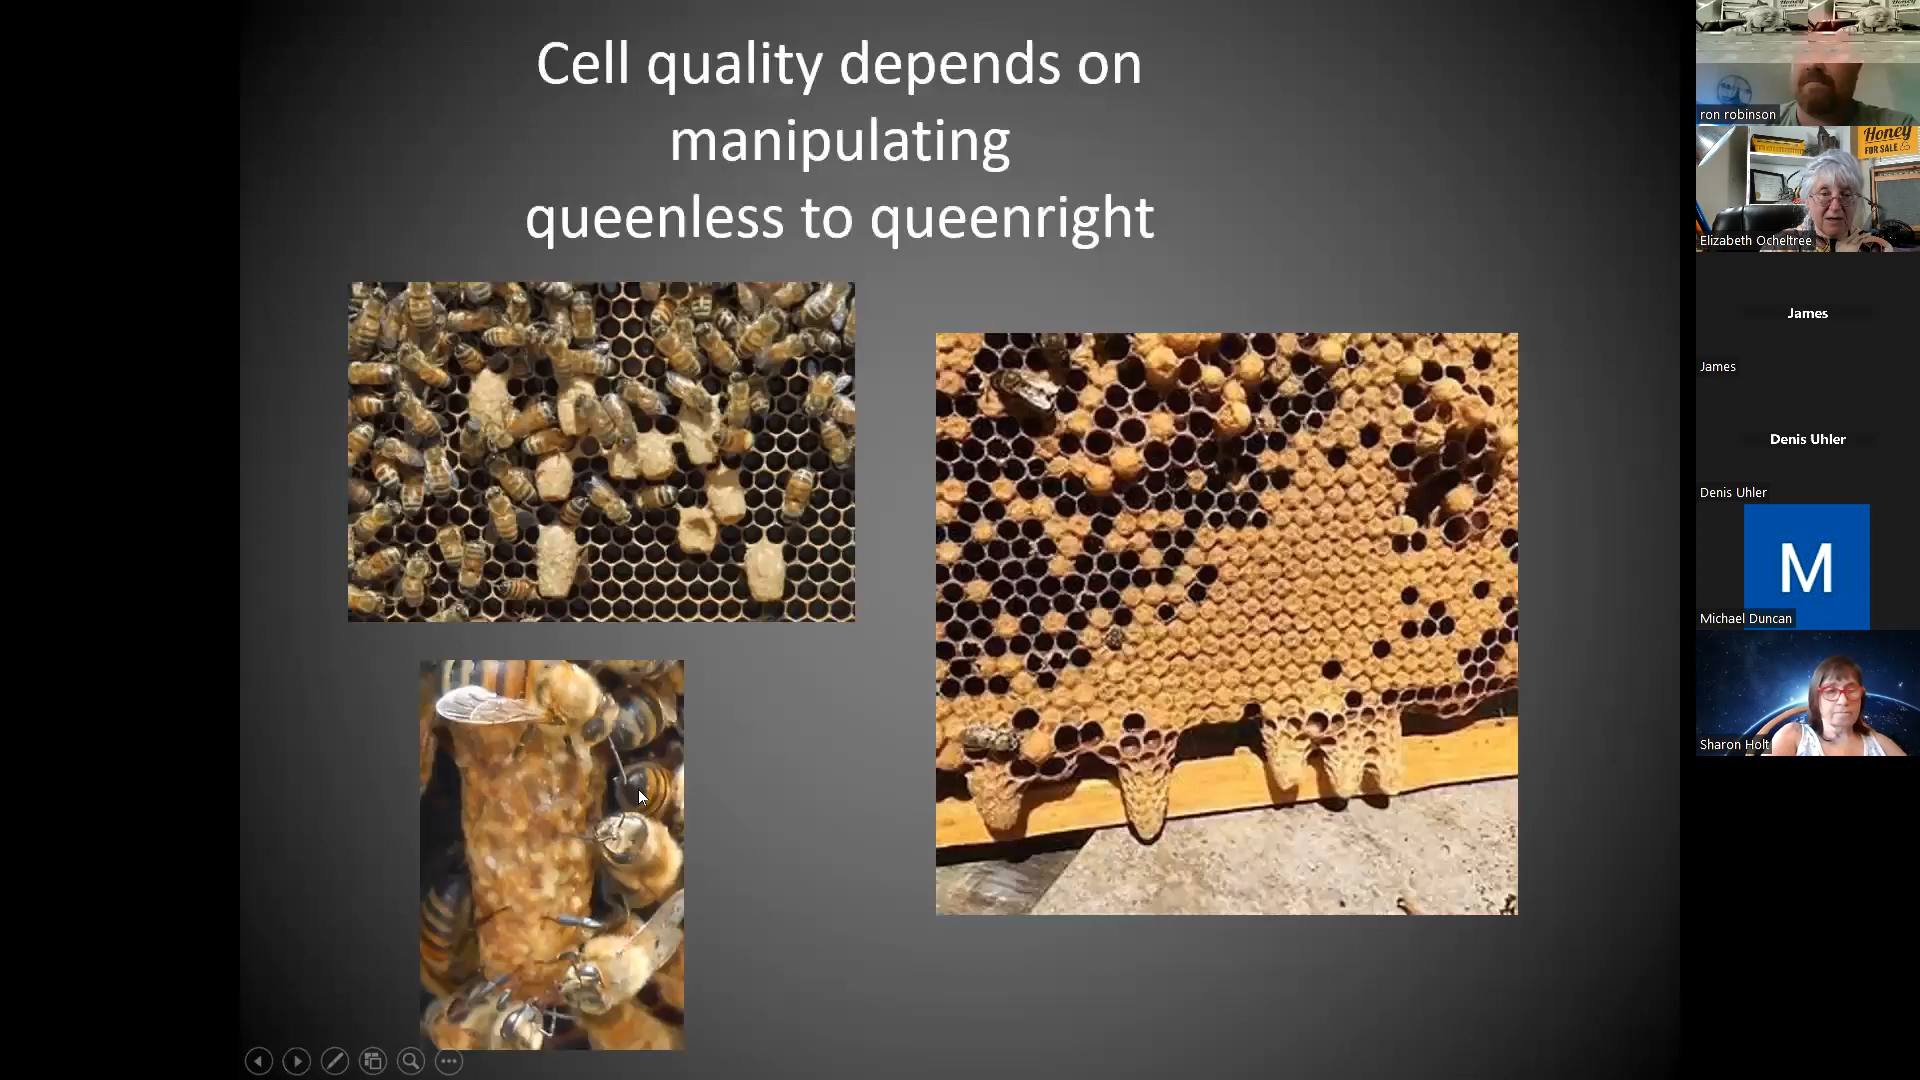 Cell quality depends on
manipulating
queenless to queenright
ron robinson
Honey
FOR SALE
Elizabeth Ocheltree
James
James
Denis Uhler
Denis Uhler
M
Michael Duncan
Sharon Holt